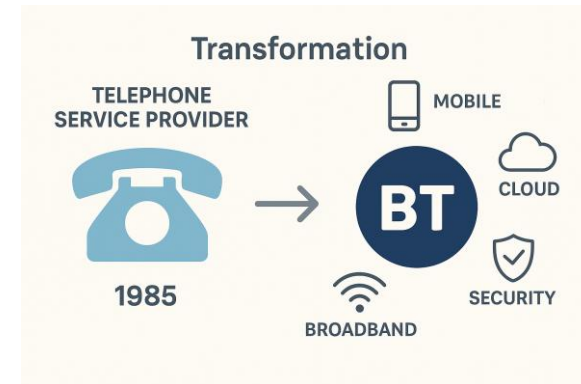 Transformation
TELEPHONE
SERVICE PROVIDER
1985
MOBILE
BT
CLOUD
SECURITY
BROADBAND